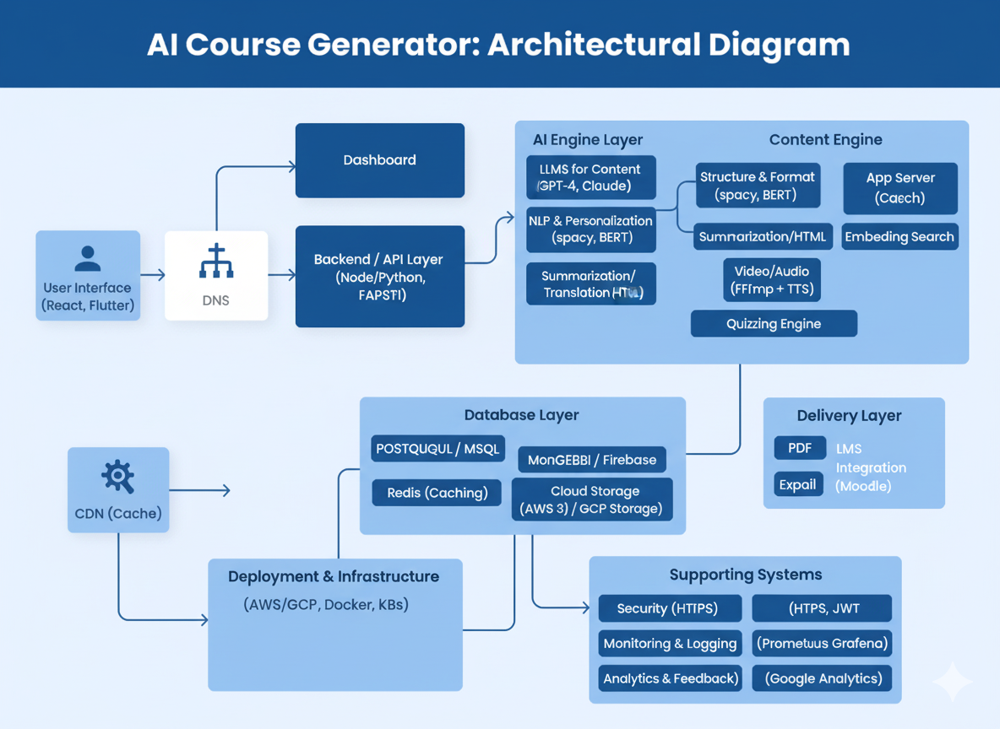 AI Course Generator: Architectural Diagram
Dashboard
User Interface
(React, Flutter)
DNS
Backend / API Layer
(Node/Python,
FAPSTI)
AI Engine Layer
LLMS for Content
(GPT-4, Claude)
NLP & Personalization
(spacy, BERT)
Summarization/
Translation
Content Engine
Structure & Format
(spacy, BERT)
App Server
Summarization/HTML
Embeding Search
Video/Audio
(FFImp + TTS)
Quizzing Engine
Database Layer
POSTQUQUL / MSQL
MonGEBBI / Firebase
Redis (Caching)
Cloud Storage
(AWS 3) / GCP Storage)
Delivery Layer
PDF
Expail
LMS
Integration
(Moodle)
CDN (Cache)
Deployment & Infrastructure
(AWS/GCP, Docker, KBs)
Supporting Systems
Security (HTIPS)
(HTPS, JWT
Monitoring & Logging
(Prometuus Grafena)
Analytics & Feedback)
(Google Analytics)